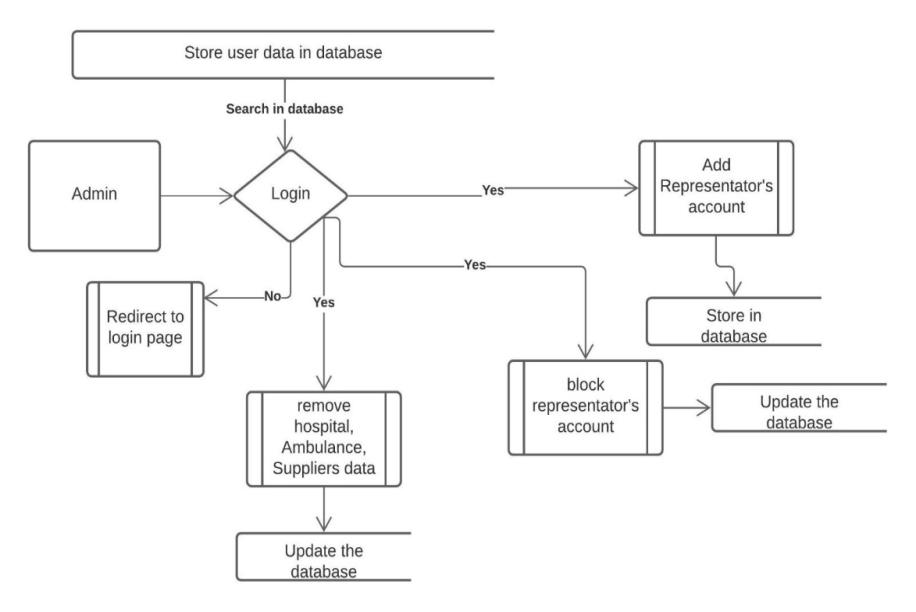 Store user data in database
Search in database
Admin
Login
Yes
Add
Representator's
account
Yes
No
Yes
Redirect to
login page
Store in
database
block
representator's
account
Update the
database
remove
hospital,
Ambulance,
Suppliers data
Update the
database